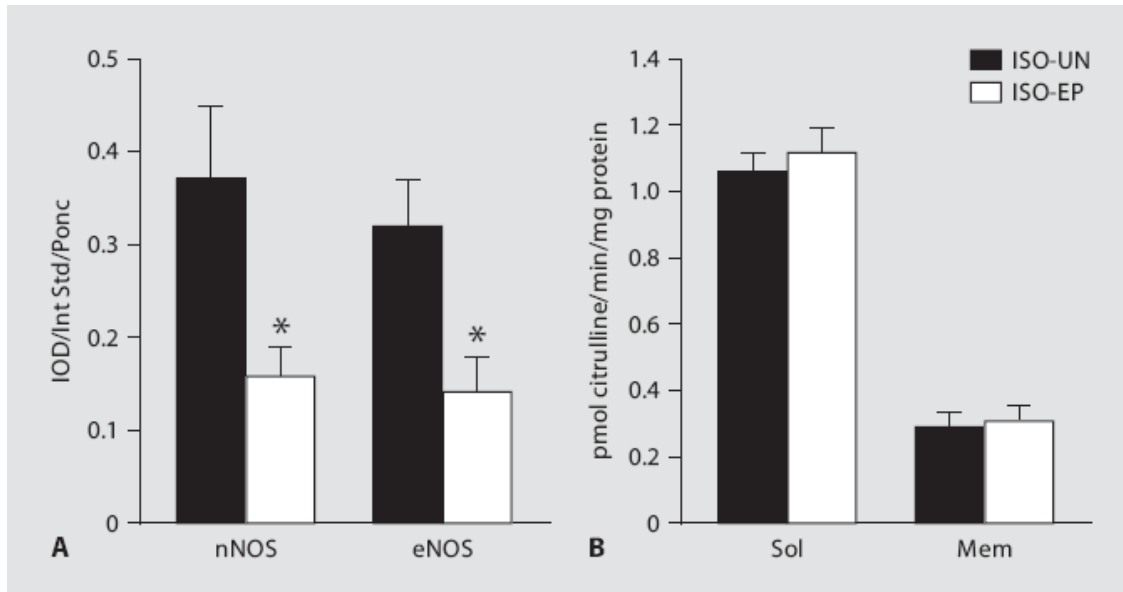 0.5
0.4
0.3
0.2
0.1
0
IOD/Int Std/Ponc
*
*
A
nNOS
eNOS
1.4
1.2
1.0
0.8
0.6
0.4
0.2
0
pmol citrulline/min/mg protein
ISO-UN
ISO-EP
B
Sol
Mem